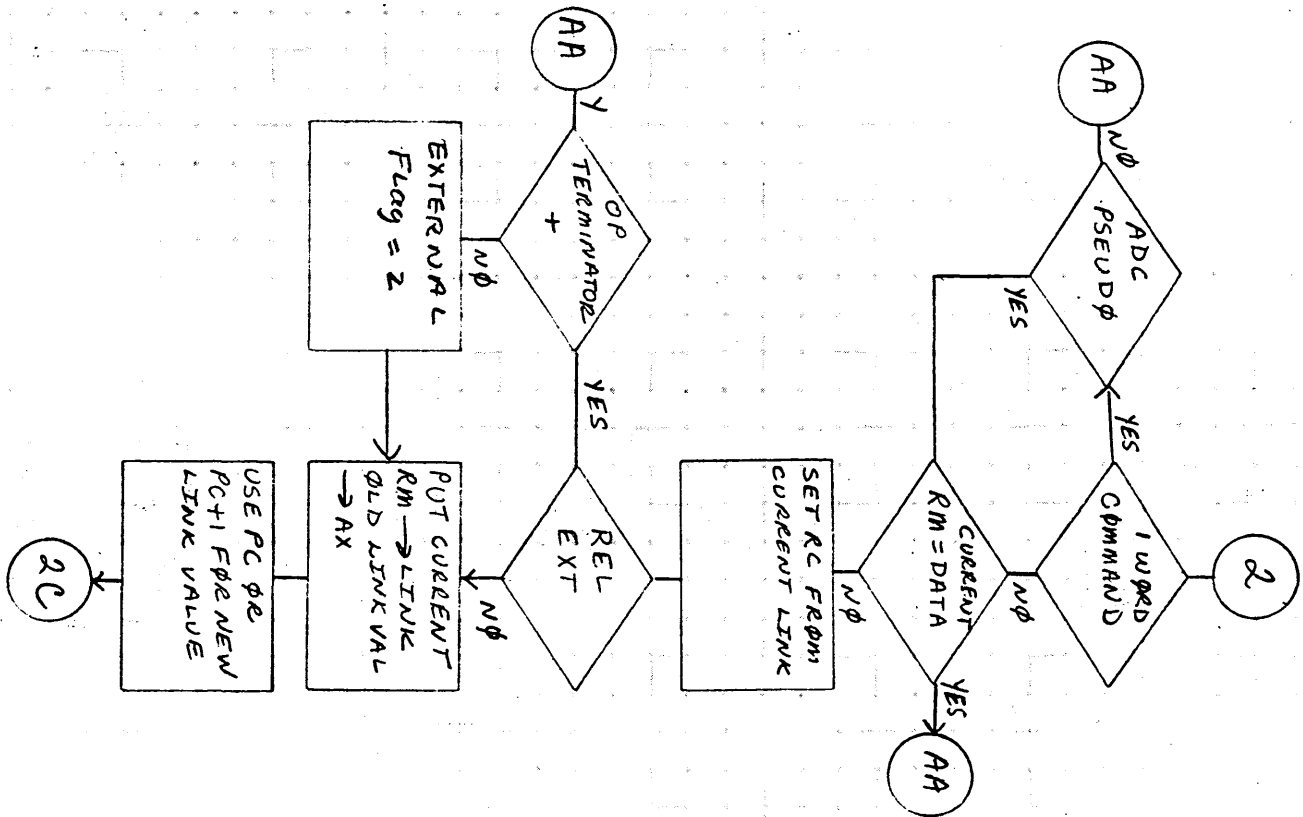 2
1 WØRD
CØMMAND
YES
NØ
ADC
PSEUDØ
NØ
AA
YES
CURRENT
RM = DATA
YES
AA
NØ
SET RC FRØM
CURRENT LINK
REL
EXT
YES
NØ
OP
TERMINATOR
+
Y
AA
NØ
EXTERNAL
FLag = 2
PUT CURRENT
RM → LINK
ØLD LINK VAL
→ AX
USE PC ØR
PC+1 FØR NEW
LINK VALUE
2C